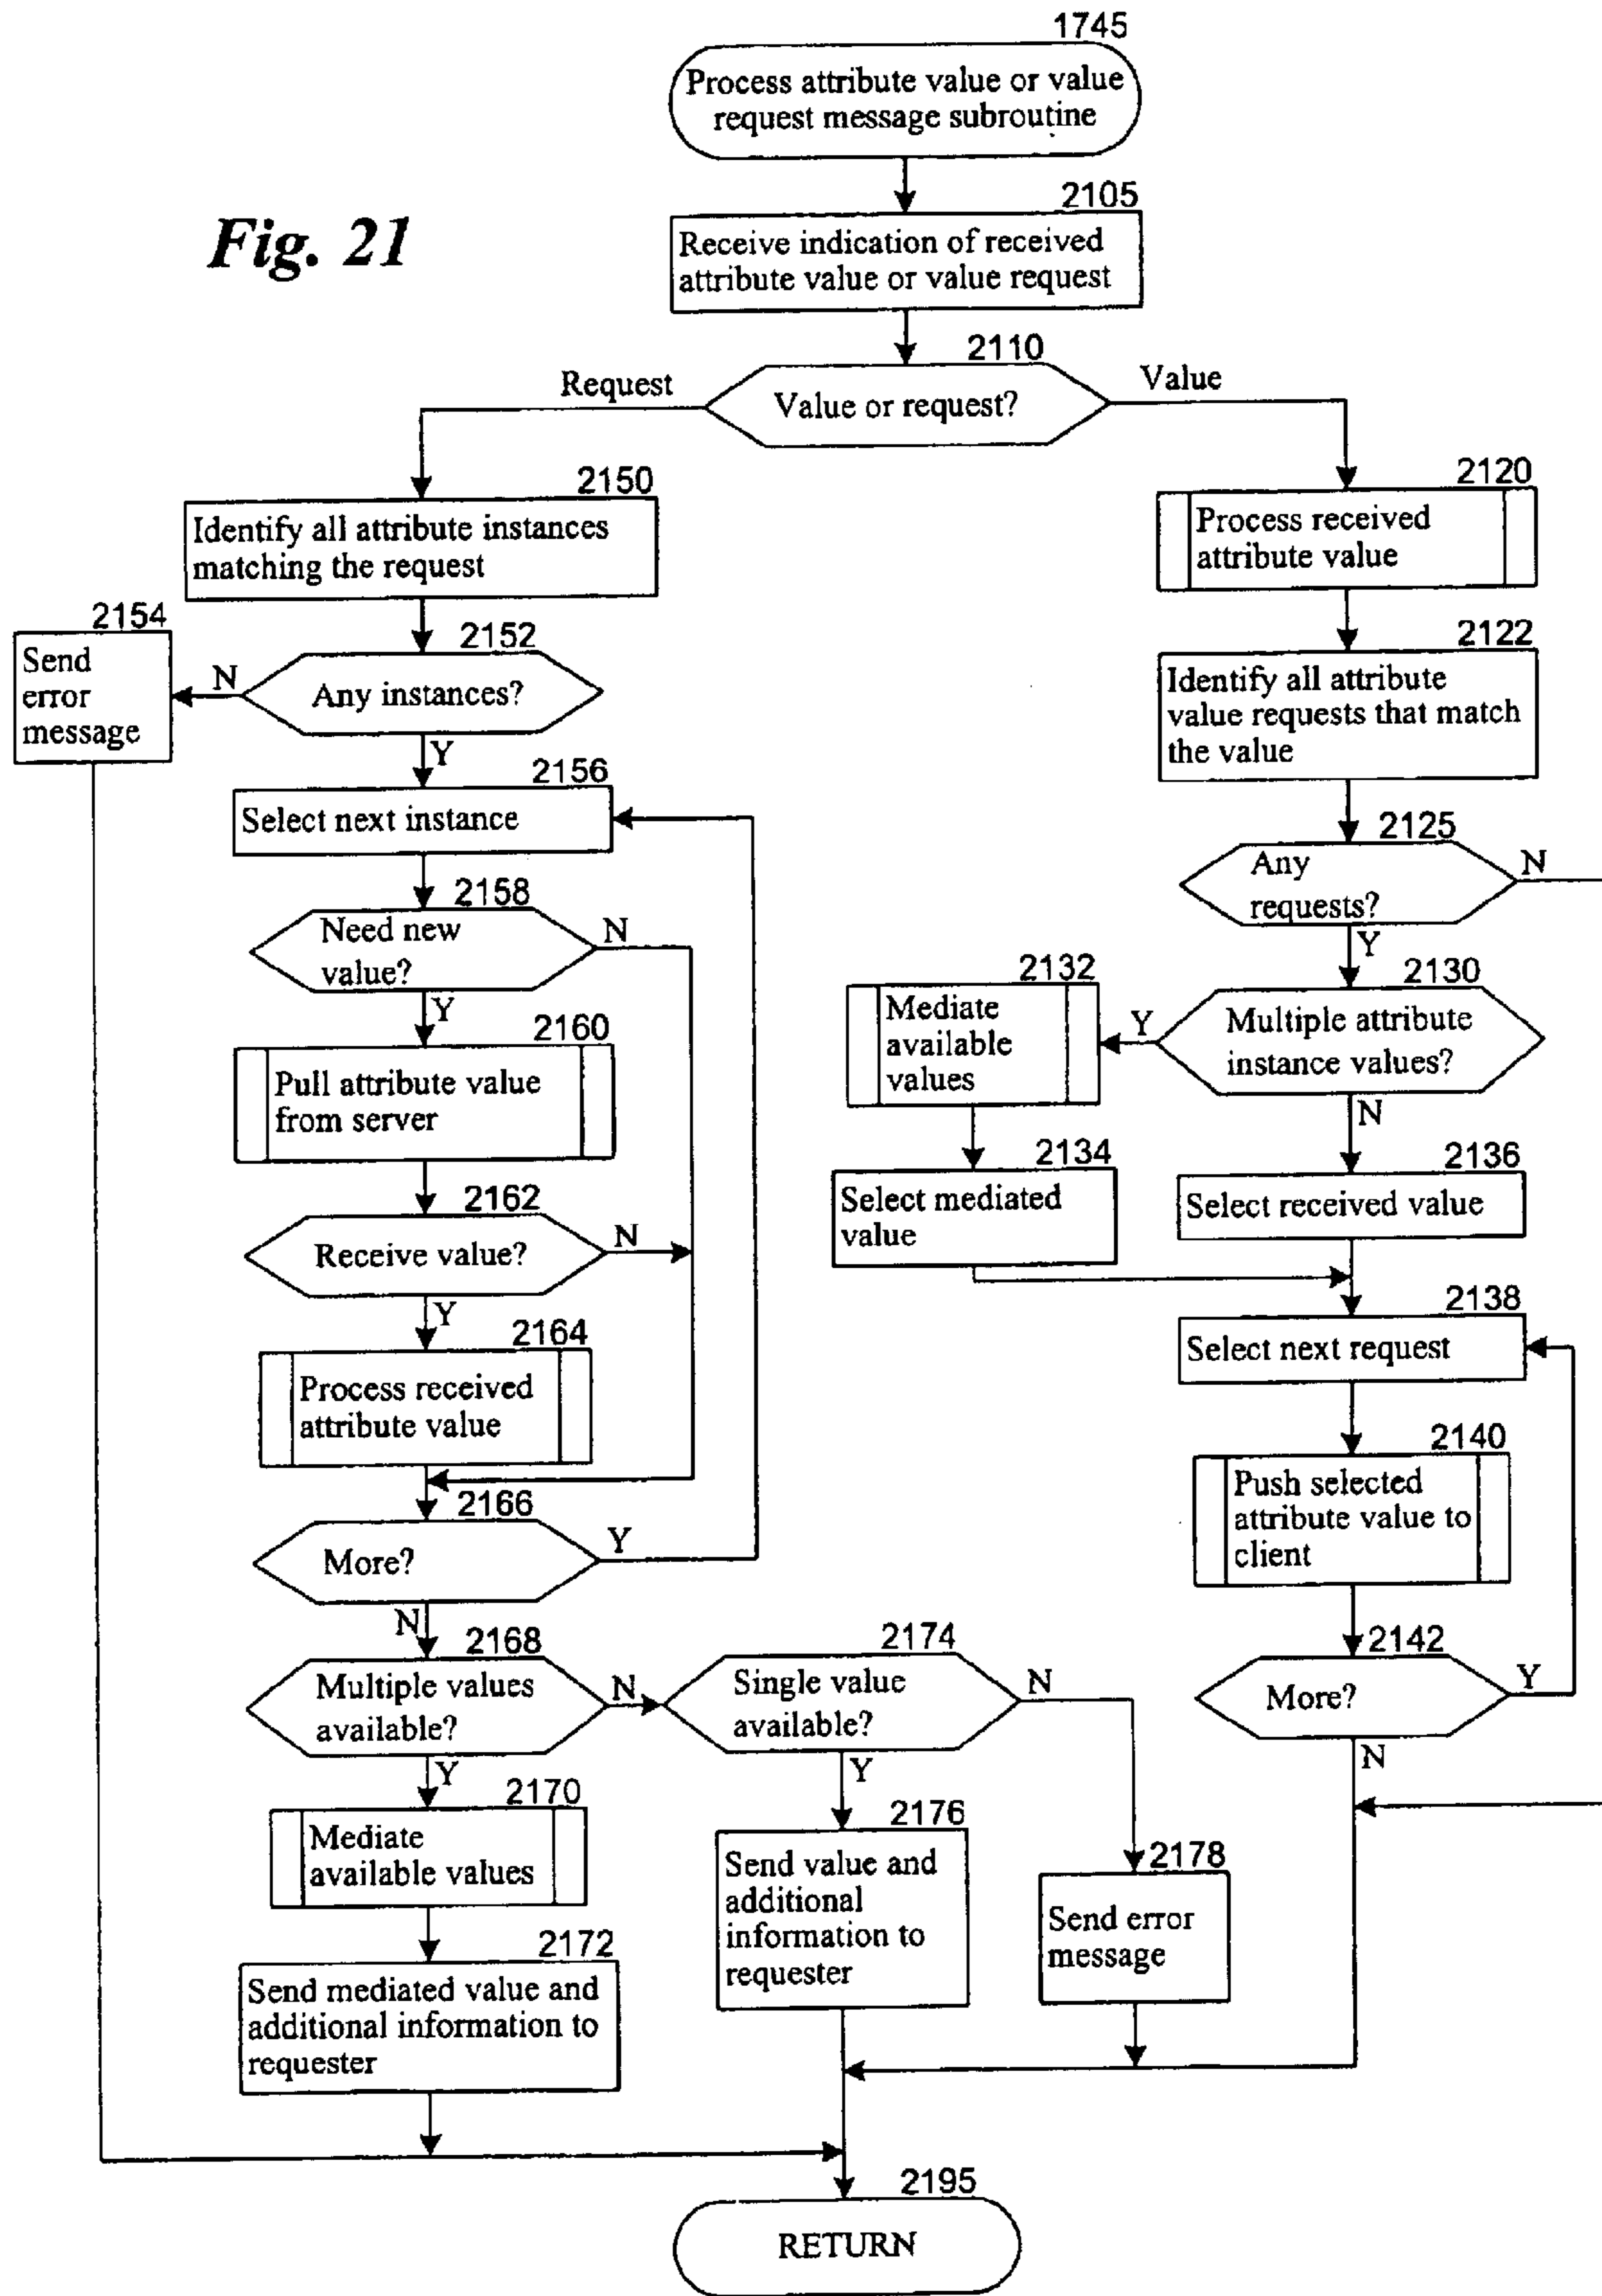 1745
Process attribute value or value
request message subroutine
Fig. 21
2105
Receive indication of received
attribute value or value request
2110
Value or request?
Request
Value
2150
Identify all attribute instances
matching the request
2152
Any instances?
N
Y
2154
Send
error
message
2156
Select next instance
2158
Need new
value?
N
Y
2160
Pull attribute value
from server
2162
Receive value?
N
Y
2164
Process received
attribute value
2166
More?
Y
N
2168
Multiple values
available?
N
Y
2170
Mediate
available values
2172
Send mediated value and
additional information to
requester
2174
Single value
available?
N
Y
2176
Send value and
additional
information to
requester
2178
Send error
message
2120
Process received
attribute value
2122
Identify all attribute
value requests that match
the value
2125
Any
requests?
N
Y
2130
Multiple attribute
instance values?
Y
N
2132
Mediate
available
values
2134
Select mediated
value
2136
Select received value
2138
Select next request
2140
Push selected
attribute value to
client
2142
More?
Y
N
2195
RETURN